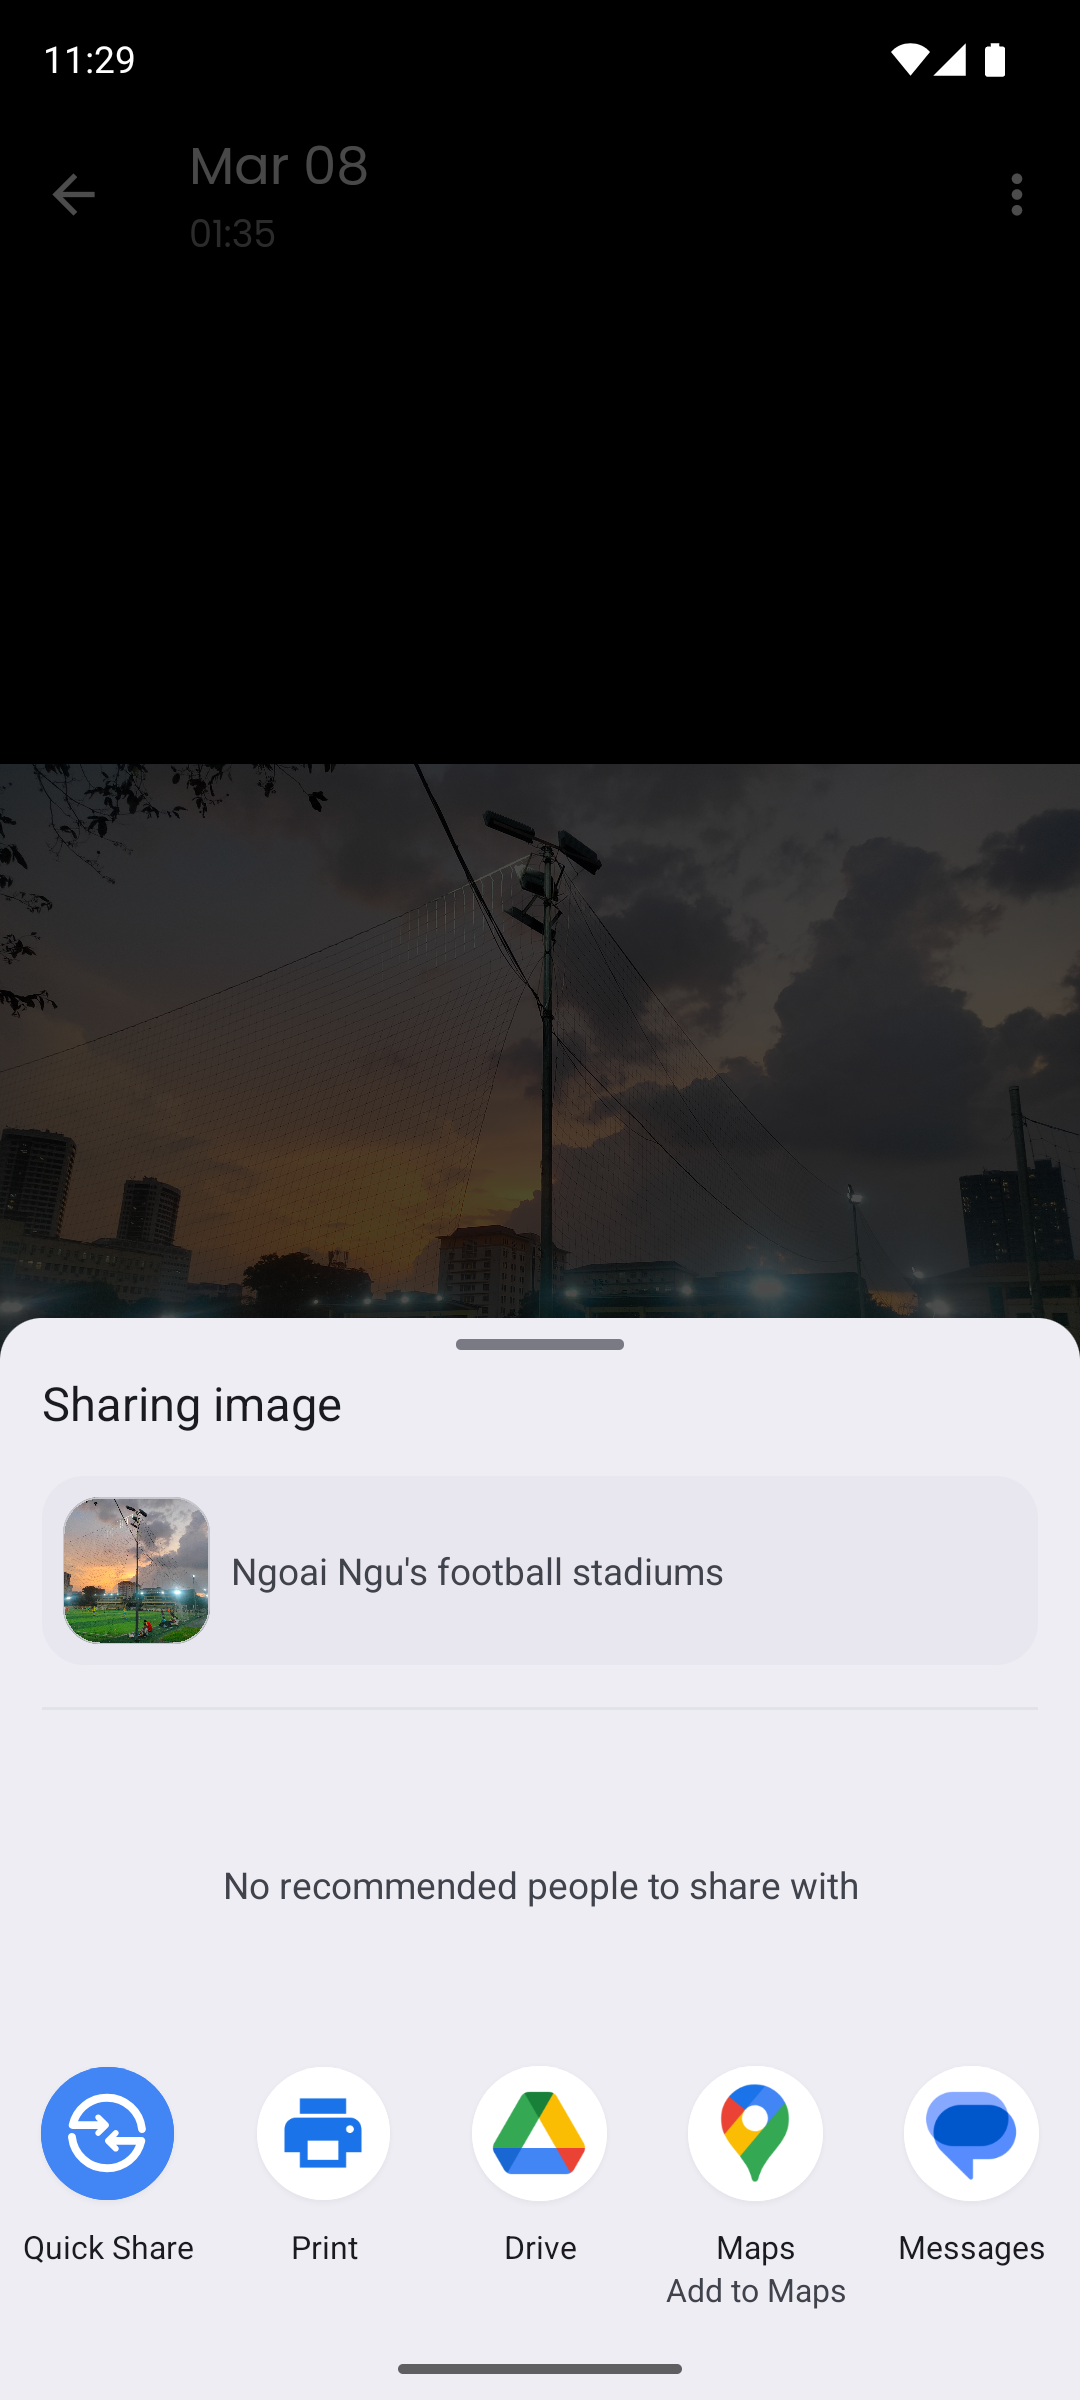 11:29
Mar 08
01:35
Sharing image
Ngoai Ngu's football stadiums
No recommended people to share with
Quick Share
Print
Drive
Maps
Add to Maps
Messages